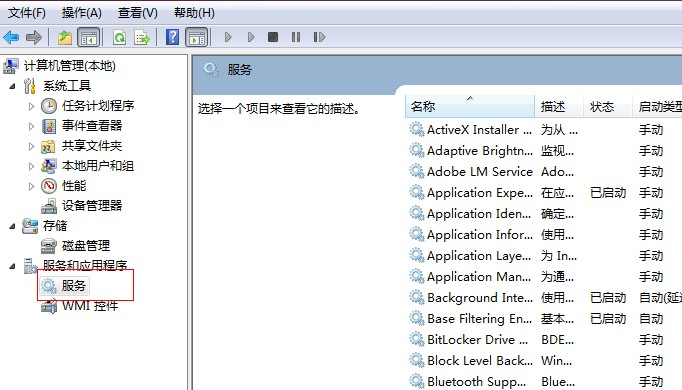 文件(F) 操作(A) 查看(V) 帮助(H)
计算机管理(本地)
系统工具
任务计划程序
事件查看器
共享文件夹
本地用户和组
性能
设备管理器
存储
磁盘管理
服务和应用程序
服务
WMI 控件
服务
选择一个项目来查看它的描述。
名称 描述 状态 启动类型
ActiveX Installer ... 为从 ... 手动
Adaptive Brightn... 监视... 手动
Adobe LM Service Ado... 手动
Application Expe... 在应... 已启动 手动
Application Iden... 确定... 手动
Application Infor... 使用... 手动
Application Laye... 为 In... 手动
Application Man... 为通... 手动
Background Inte... 使用... 已启动 自动(延迟
Base Filtering En... 基本... 已启动 自动
BitLocker Drive ... BDE... 手动
Block Level Back... Win... 手动
Bluetooth Supp... Blue... 手动